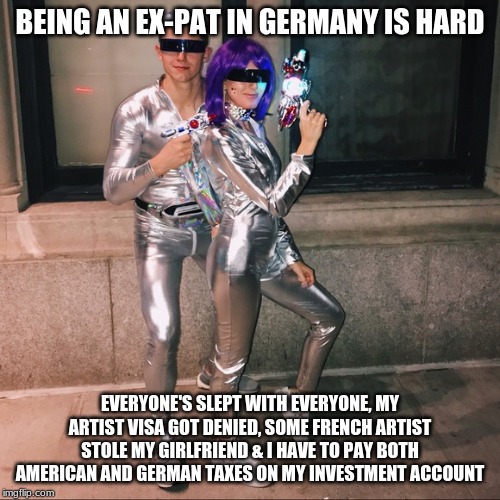 BEING AN EX-PAT IN GERMANY IS HARD
EVERYONE'S SLEPT WITH EVERYONE, MY
ARTIST VISA GOT DENIED, SOME FRENCH ARTIST
STOLE MY GIRLFRIEND & I HAVE TO PAY BOTH
AMERICAN AND GERMAN TAXES ON MY INVESTMENT ACCOUNT
imgflip.com